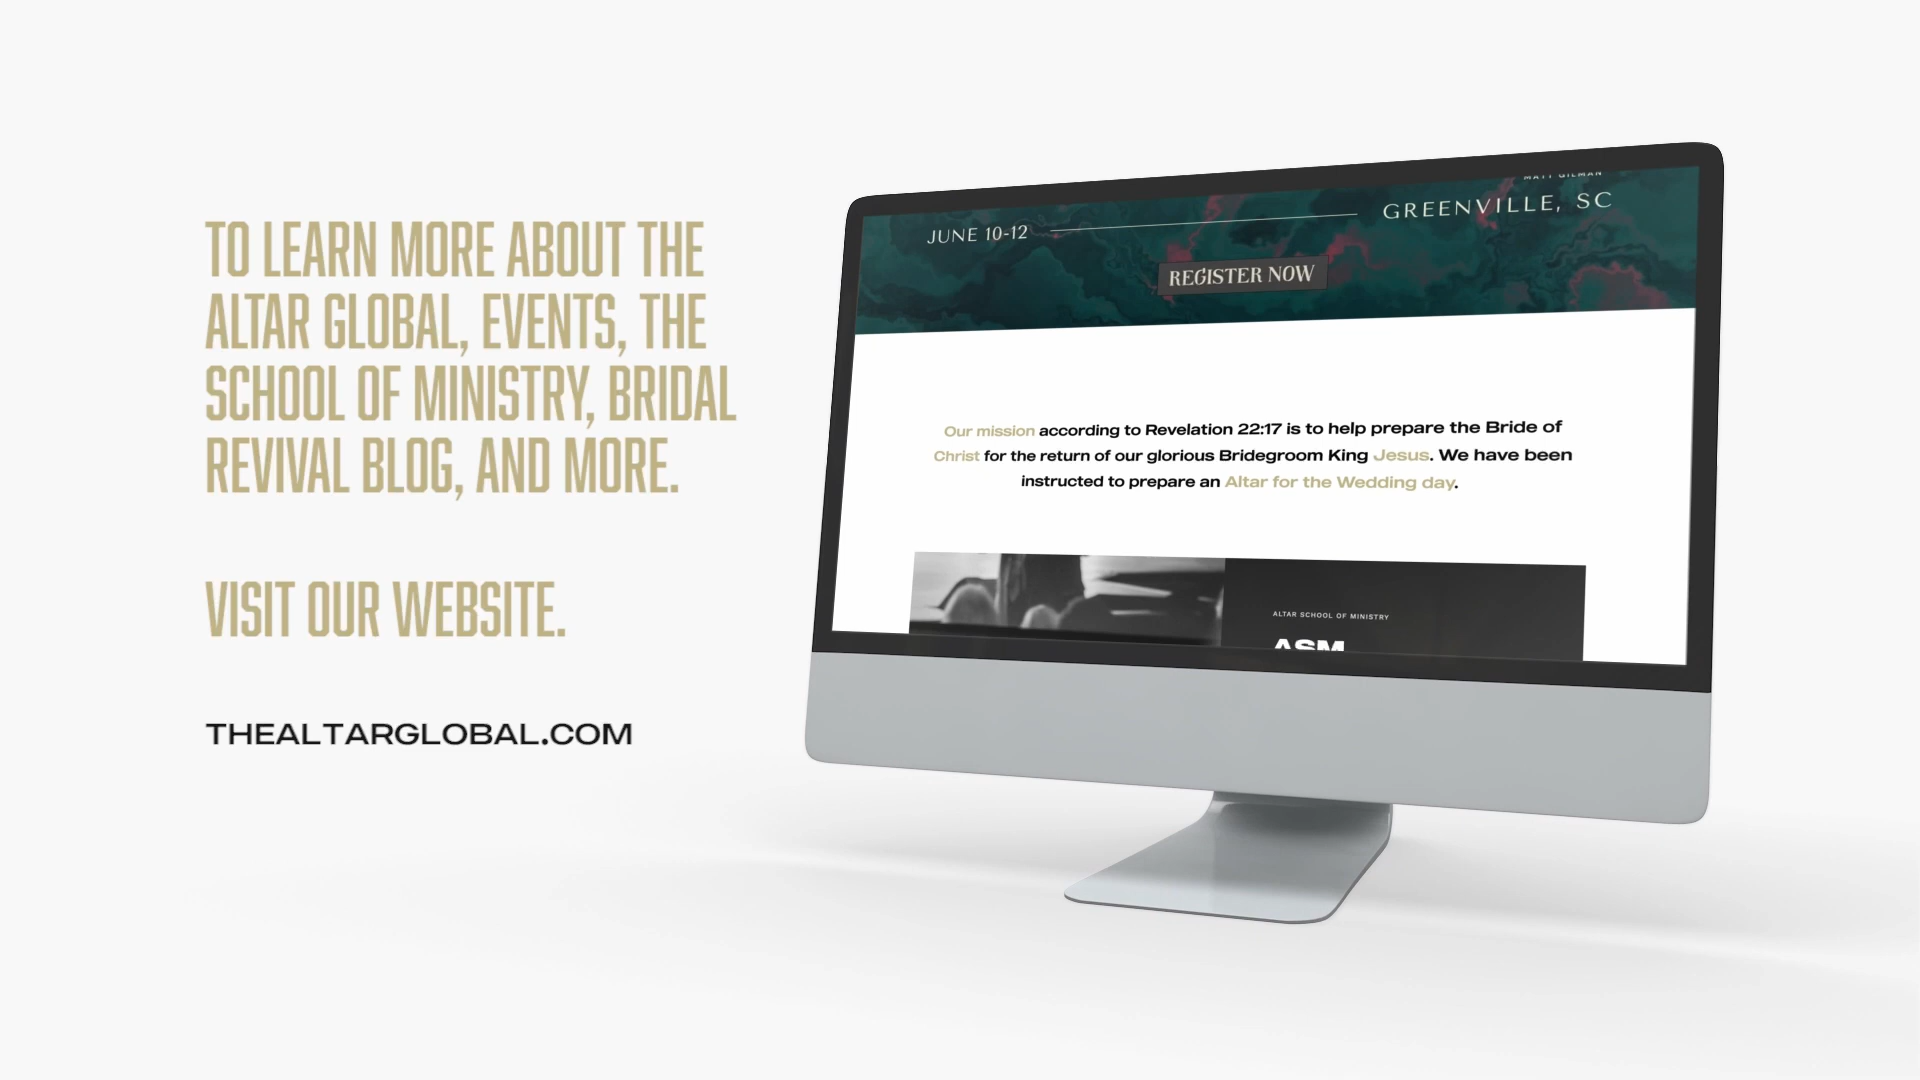 TO LEARN MORE ABOUT THE
ALTAR GLOBAL, EVENTS, THE
SCHOOL OF MINISTRY, BRIDAL
REVIVAL BLOG, AND MORE.
VISIT OUR WEBSITE.
THEALTARGLOBAL.COM
MATT GILMAN
JUNE 10-12
GREENVILLE, SC
REGISTER NOW
Our mission according to Revelation 22:17 is to help prepare the Bride of
Christ for the return of our glorious Bridegroom King Jesus. We have been
instructed to prepare an Altar for the Wedding day.
ALTAR SCHOOL OF MINISTRY
ASM